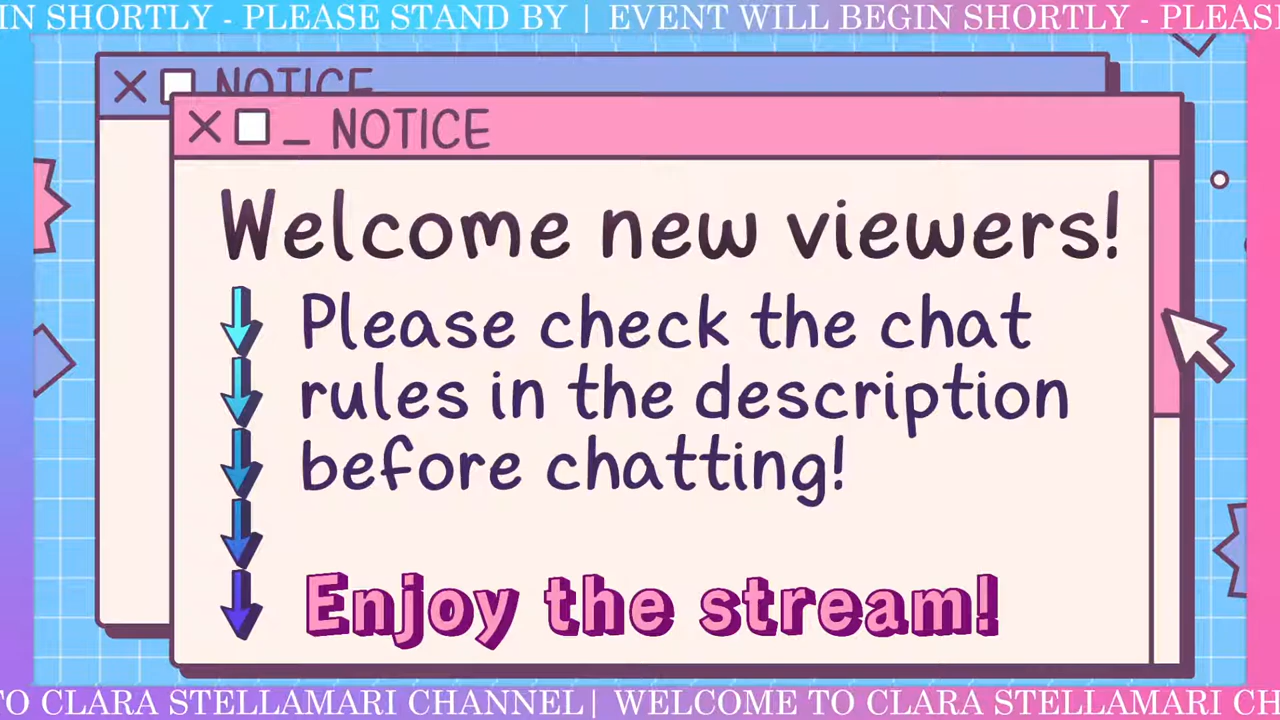 IN SHORTLY - PLEASE STAND BY | EVENT WILL BEGIN SHORTLY - PLEAS
NOTICE
NOTICE
Welcome new viewers!
Please check the chat
rules in the description
before chatting!
Enjoy the stream!
TO CLARA STELLAMARI CHANNEL| WELCOME TO CLARA STELLAMARI CH